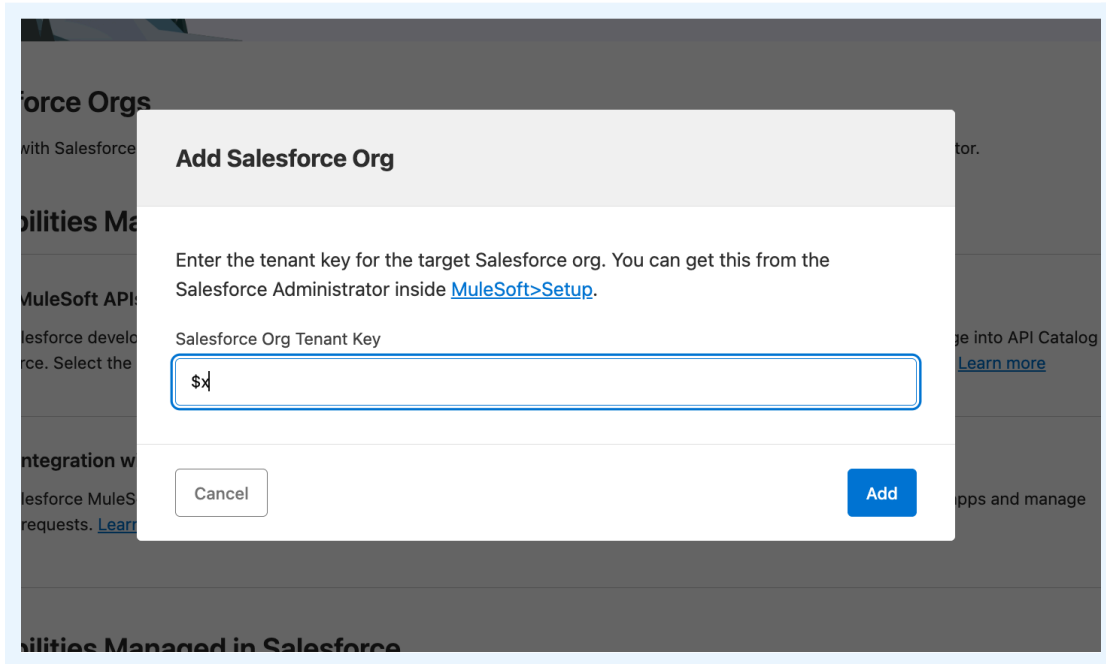 force Orgs
with Salesforce
tor.
bilities Ma
Add Salesforce Org
Enter the tenant key for the target Salesforce org. You can get this from the
Salesforce Administrator inside MuleSoft>Setup.
MuleSoft APIs
lesforce develo
ge into API Catalog
rce. Select the
Learn more
Salesforce Org Tenant Key
$x
ntegration w
lesforce MuleS
apps and manage
requests. Learn
Cancel
Add
bilities Managed in Salesforce